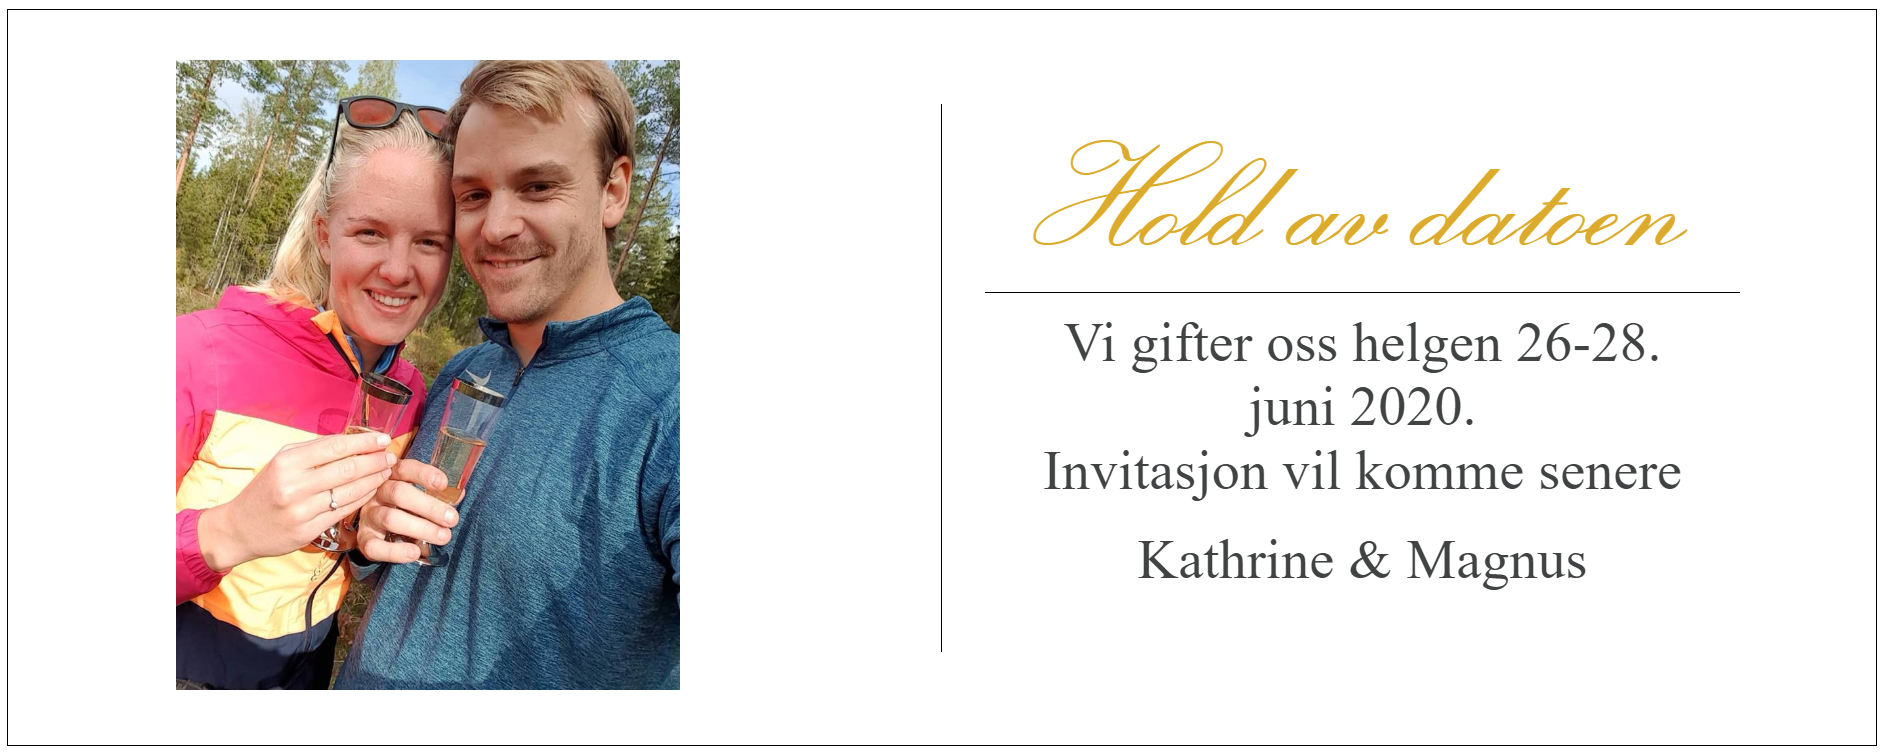 Hold av datoen
Vi gifter oss helgen 26-28.
juni 2020.
Invitasjon vil komme senere
Kathrine & Magnus